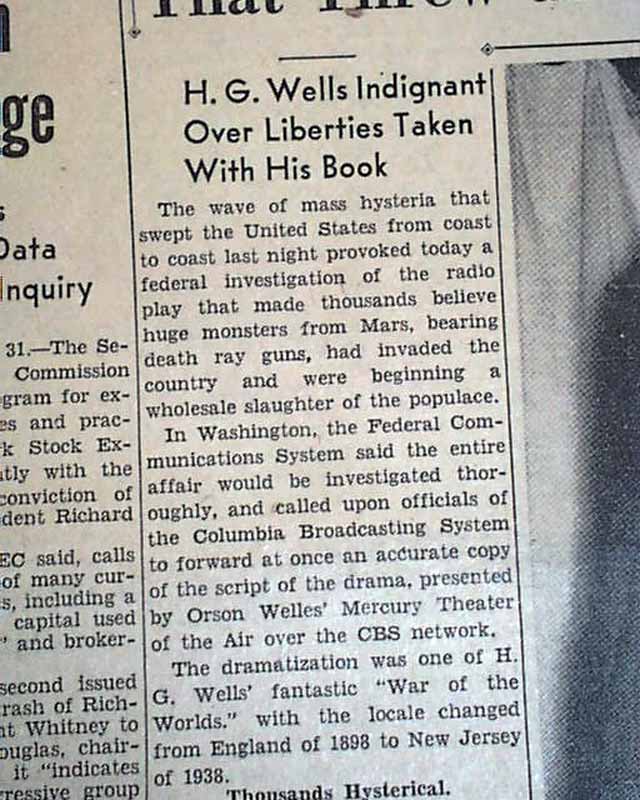 That Threw
ge
Data
Inquiry
31.—The Se-
Commission
gram for ex-
es and prac-
k Stock Ex-
tly with the
conviction of
dent Richard
EC said, calls
of many cur-
s, including a
capital used
" and broker-
second issued
rash of Rich-
nt Whitney to
ouglas, chair-
it "indicates
ressive group
H. G. Wells Indignant
Over Liberties Taken
With His Book
The wave of mass hysteria that
swept the United States from coast
to coast last night provoked today a
federal investigation of the radio
play that made thousands believe
huge monsters from Mars, bearing
death ray guns, had invaded the
country and were beginning a
wholesale slaughter of the populace.
In Washington, the Federal Com-
munications System said the entire
affair would be investigated thor-
oughly, and called upon officials of
the Columbia Broadcasting System
to forward at once an accurate copy
of the script of the drama, presented
by Orson Welles' Mercury Theater
of the Air over the CBS network.
The dramatization was one of H.
G. Wells' fantastic "War of the
Worlds." with the locale changed
from England of 1898 to New Jersey
of 1938.
Thousands Hysterical.